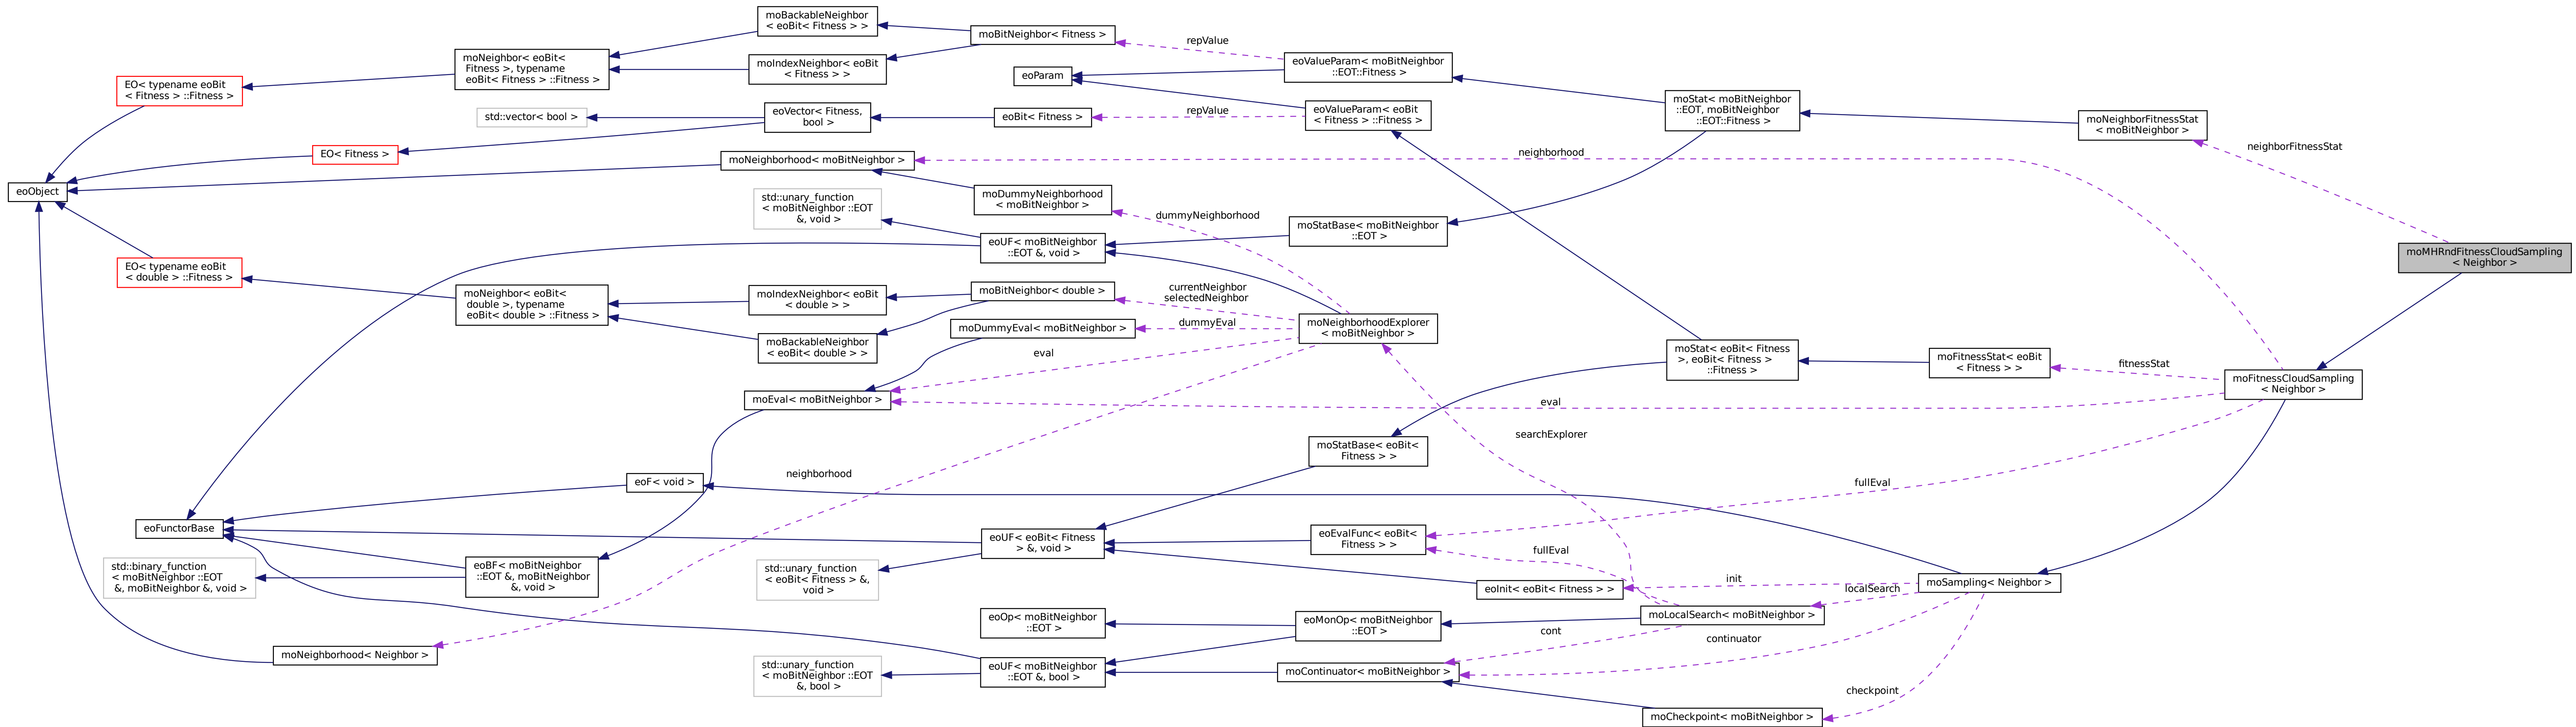 moBackableNeighbor
< eoBit< Fitness > >
moBitNeighbor< Fitness >
repValue
moNeighbor< eoBit<
Fitness >, typename
eoBit< Fitness > ::Fitness >
moIndexNeighbor< eoBit
< Fitness > >
eoParam
eoValueParam< moBitNeighbor
::EOT::Fitness >
EO< typename eoBit
< Fitness > ::Fitness >
std::vector< bool >
eoVector< Fitness,
bool >
eoBit< Fitness >
repValue
eoValueParam< eoBit
< Fitness > ::Fitness >
moStat< moBitNeighbor
::EOT, moBitNeighbor
::EOT::Fitness >
moNeighborFitnessStat
< moBitNeighbor >
neighborFitnessStat
EO< Fitness >
moNeighborhood< moBitNeighbor >
neighborhood
eoObject
std::unary_function
< moBitNeighbor ::EOT
&, void >
moDummyNeighborhood
< moBitNeighbor >
dummyNeighborhood
moStatBase< moBitNeighbor
::EOT >
eoUF< moBitNeighbor
::EOT &, void >
moMHRndFitnessCloudSampling
< Neighbor >
EO< typename eoBit
< double > ::Fitness >
moNeighbor< eoBit<
double >, typename
eoBit< double > ::Fitness >
moIndexNeighbor< eoBit
< double > >
moBitNeighbor< double >
currentNeighbor
selectedNeighbor
moBackableNeighbor
< eoBit< double > >
moDummyEval< moBitNeighbor >
dummyEval
moNeighborhoodExplorer
< moBitNeighbor >
eval
moStat< eoBit< Fitness
>, eoBit< Fitness >
::Fitness >
moFitnessStat< eoBit
< Fitness > >
fitnessStat
moFitnessCloudSampling
< Neighbor >
moEval< moBitNeighbor >
eval
searchExplorer
moStatBase< eoBit<
Fitness > >
neighborhood
eoF< void >
fullEval
eoFunctorBase
eoUF< eoBit< Fitness
> &, void >
eoEvalFunc< eoBit<
Fitness > >
fullEval
std::binary_function
< moBitNeighbor ::EOT
&, moBitNeighbor &, void >
eoBF< moBitNeighbor
::EOT &, moBitNeighbor
&, void >
std::unary_function
< eoBit< Fitness > &,
void >
eoInit< eoBit< Fitness > >
init
moSampling< Neighbor >
localSearch
eoOp< moBitNeighbor
::EOT >
eoMonOp< moBitNeighbor
::EOT >
moLocalSearch< moBitNeighbor >
cont
continuator
moNeighborhood< Neighbor >
std::unary_function
< moBitNeighbor ::EOT
&, bool >
eoUF< moBitNeighbor
::EOT &, bool >
moContinuator< moBitNeighbor >
checkpoint
moCheckpoint< moBitNeighbor >